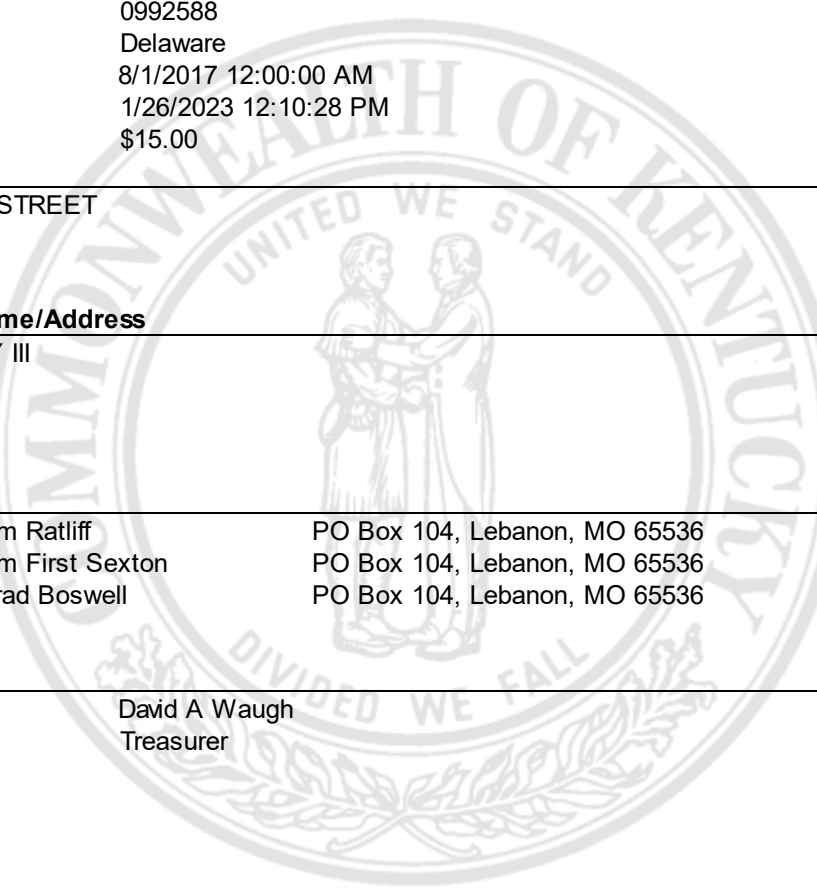 0992588
Delaware
8/1/2017 12:00:00 AM
1/26/2023 12:10:28 PM
$15.00
STREET
me/Address
III
m Ratliff PO Box 104, Lebanon, MO 65536
m First Sexton PO Box 104, Lebanon, MO 65536
rad Boswell PO Box 104, Lebanon, MO 65536
David A Waugh
Treasurer
COMMONWEALTH OF KENTUCKY
UNITED WE STAND
DIVIDED WE FALL